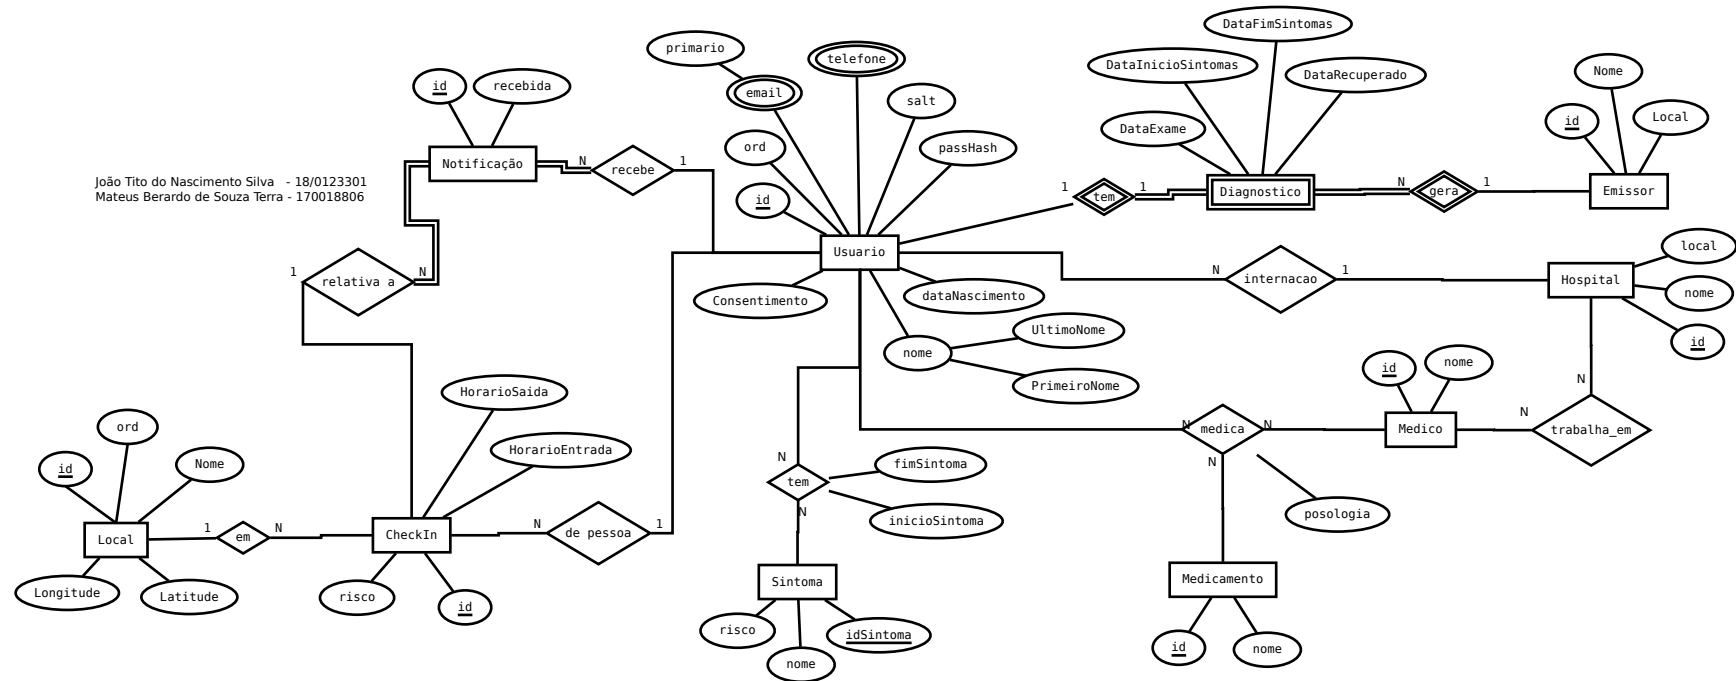 DataFimSintomas
primario
telefone
DataInicioSintomas
DataRecuperado
Nome
id
recebida
email
salt
id
Local
DataExame
ord
passHash
Notificação
N
recebe
1
João Tito do Nascimento Silva - 18/0123301
Mateus Berardo de Souza Terra - 170018806
id
1
tem
1
Diagnostico
N
gera
1
Emissor
Usuario
local
1
relativa a
N
Consentimento
dataNascimento
N
internacao
1
Hospital
nome
UltimoNome
id
nome
PrimeiroNome
id
nome
N
HorarioSaida
ord
HorarioEntrada
N
medica
N
Medico
N
trabalha_em
id
Nome
N
fimSintoma
N
tem
inicioSintoma
N
posologia
Local
1
em
N
CheckIn
N
de pessoa
1
Longitude
Latitude
risco
id
Sintoma
Medicamento
risco
idSintoma
nome
id
nome